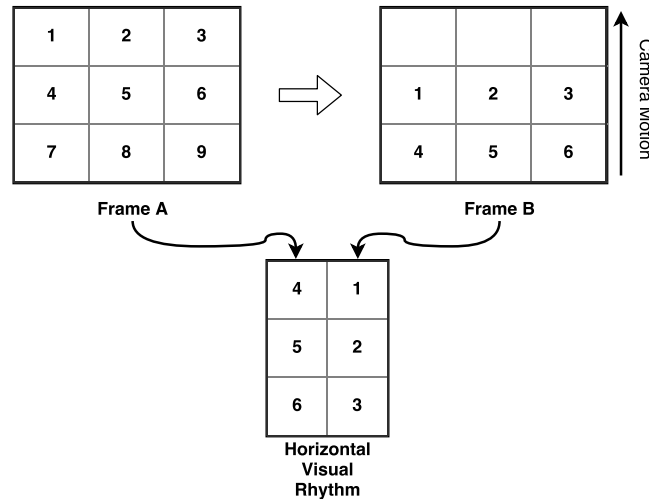 1 2 3
4 5 6
7 8 9
1 2 3
4 5 6
Camera Motion
Frame A
Frame B
4 1
5 2
6 3
Horizontal
Visual
Rhythm